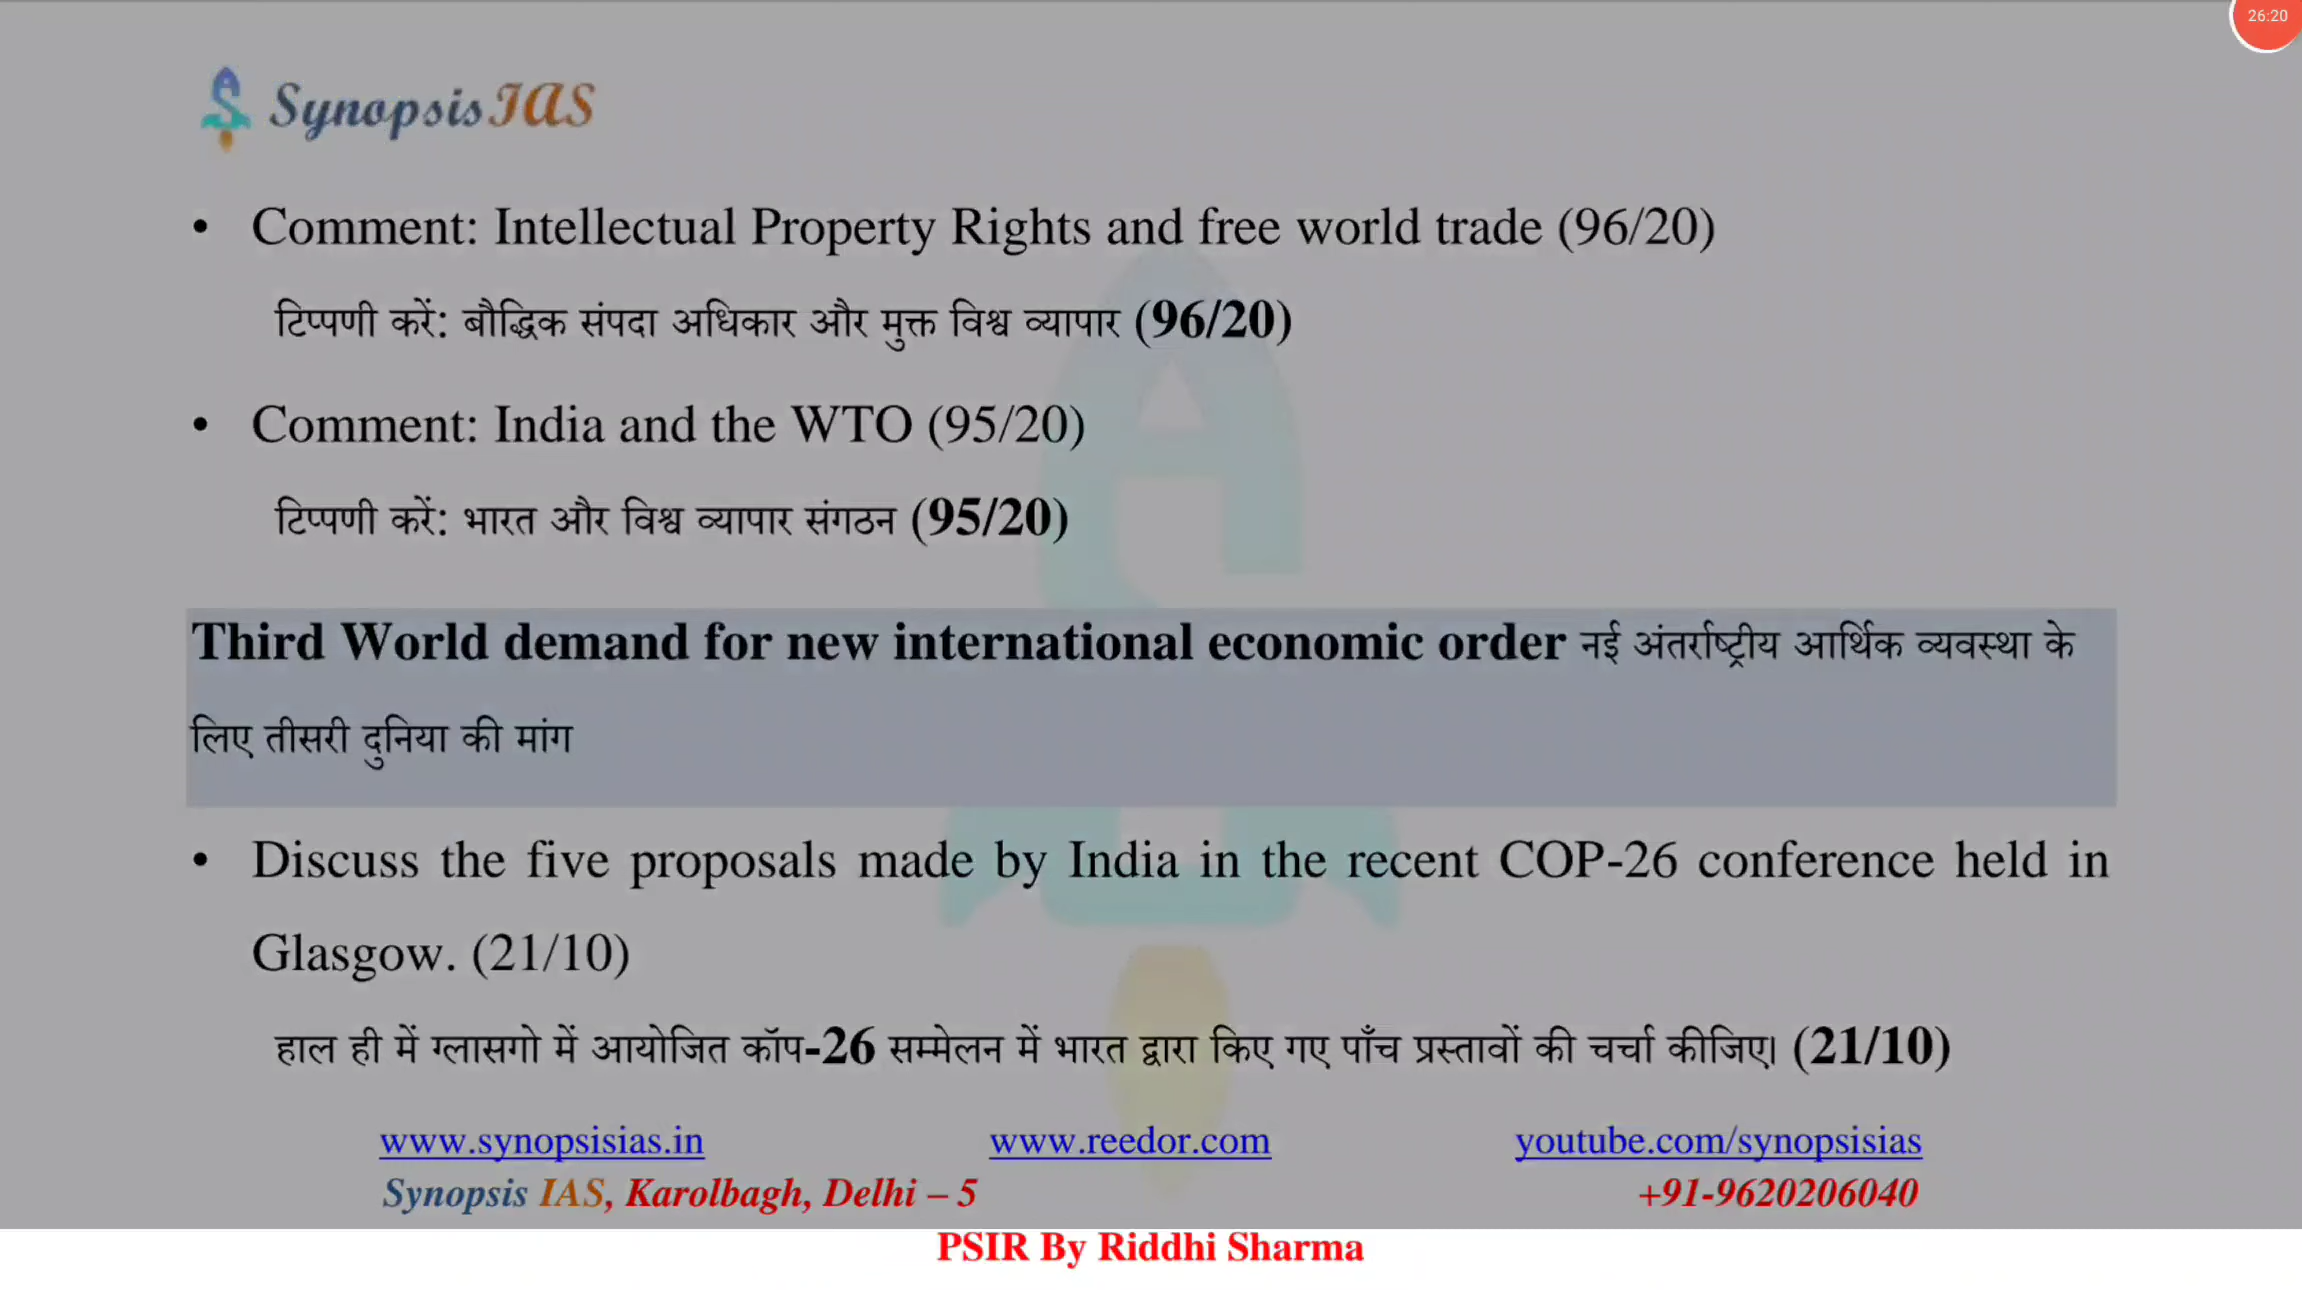 26:20
SynopsisIAS
• Comment: Intellectual Property Rights and free world trade (96/20)
टिप्पणी करें: बौद्धिक संपदा अधिकार और मुक्त विश्व व्यापार (96/20)
• Comment: India and the WTO (95/20)
टिप्पणी करें: भारत और विश्व व्यापार संगठन (95/20)
Third World demand for new international economic order नई अंतर्राष्ट्रीय आर्थिक व्यवस्था के
लिए तीसरी दुनिया की मांग
• Discuss the five proposals made by India in the recent COP-26 conference held in
Glasgow. (21/10)
हाल ही में ग्लासगो में आयोजित कॉप-26 सम्मेलन में भारत द्वारा किए गए पाँच प्रस्तावों की चर्चा कीजिए। (21/10)
www.synopsisias.in www.reedor.com youtube.com/synopsisias
Synopsis IAS, Karolbagh, Delhi – 5 +91-9620206040
PSIR By Riddhi Sharma